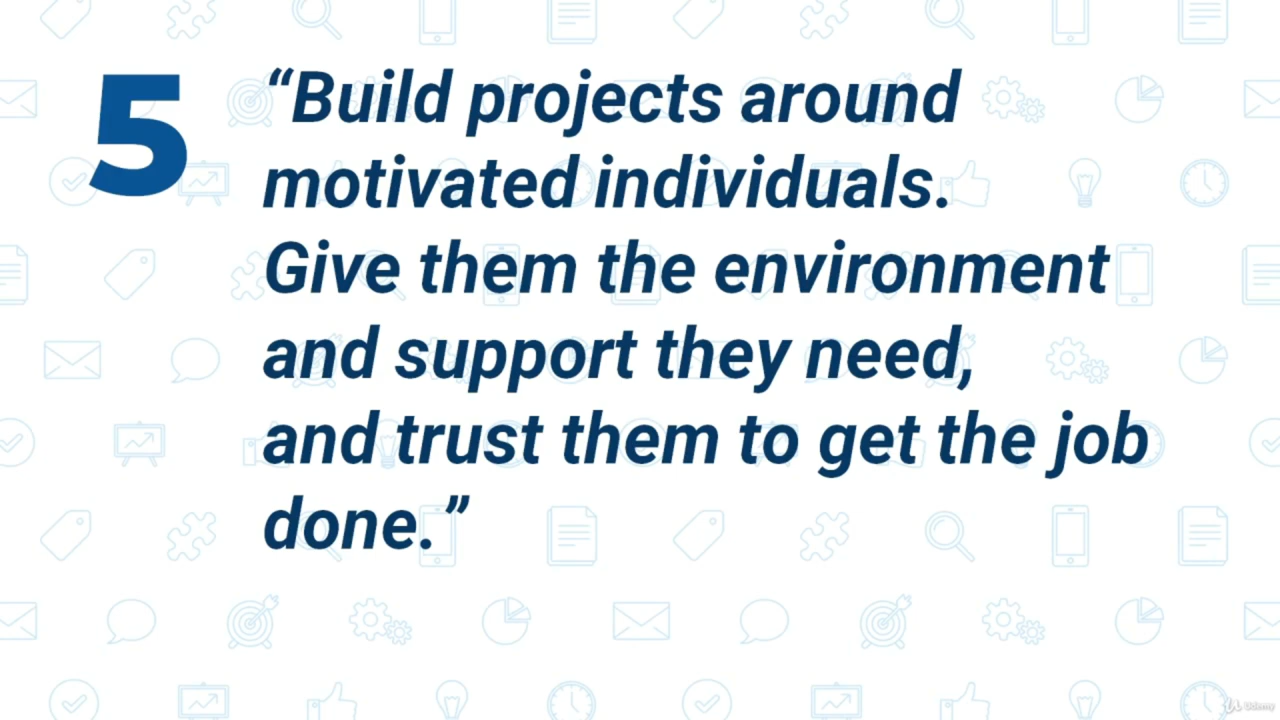 5
“Build projects around
motivated individuals.
Give them the environment
and support they need,
and trust them to get the job
done.”
Udemy